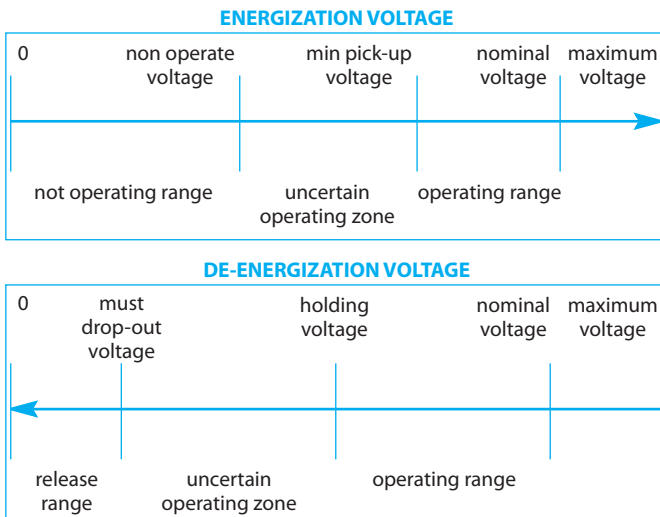 ENERGIZATION VOLTAGE
0
non operate
voltage
min pick-up
voltage
nominal
voltage
maximum
voltage
not operating range
uncertain
operating zone
operating range
DE-ENERGIZATION VOLTAGE
0
must
drop-out
voltage
holding
voltage
nominal
voltage
maximum
voltage
release
range
uncertain
operating zone
operating range